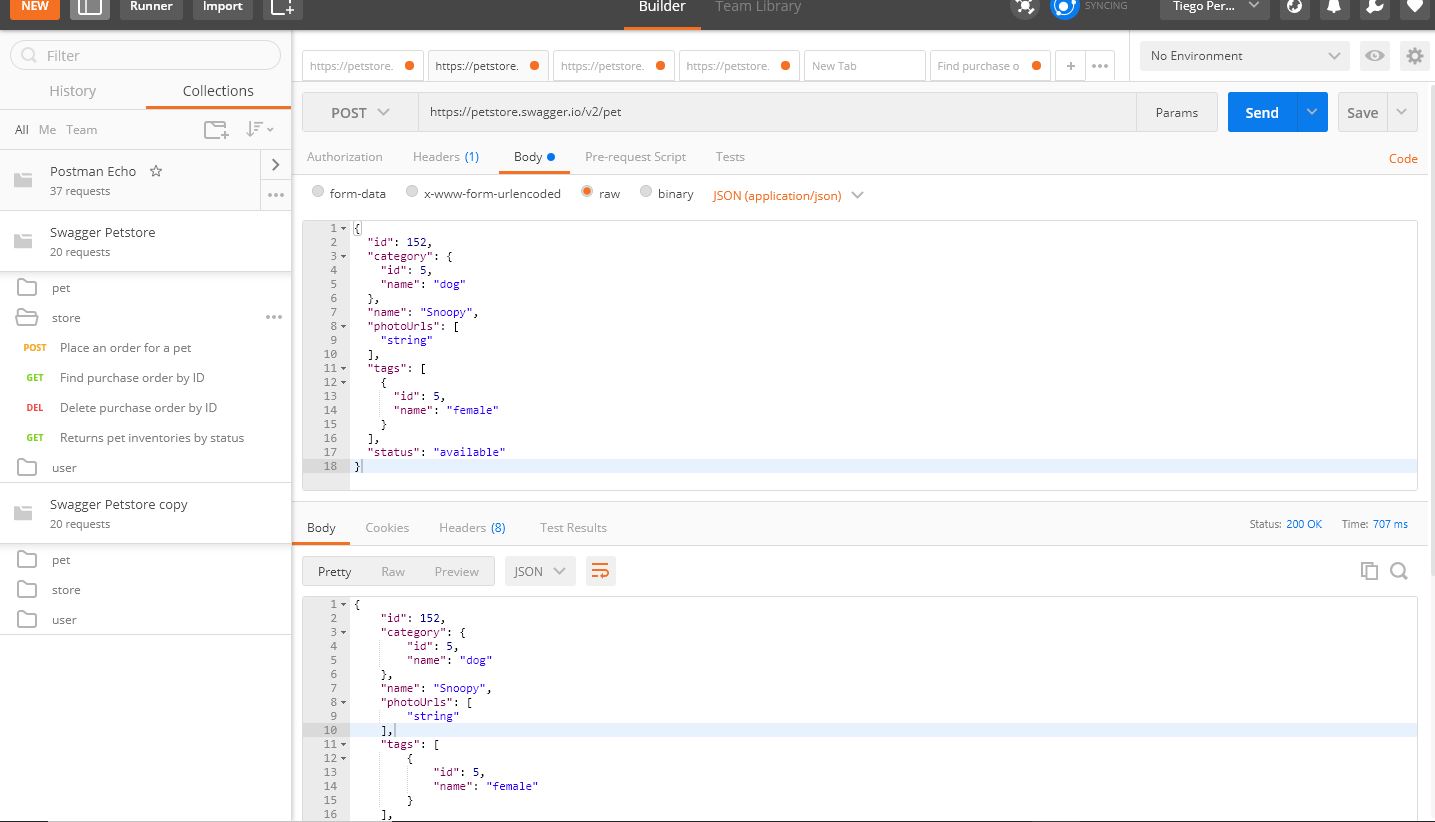 NEW Runner Import Builder Team Library SYNCING Tiego Per...
Filter
https://petstore. https://petstore. https://petstore. https://petstore. New Tab Find purchase o + ••• No Environment
History Collections
POST https://petstore.swagger.io/v2/pet Params Send Save
All Me Team
Authorization Headers (1) Body Pre-request Script Tests Code
Postman Echo
37 requests
form-data x-www-form-urlencoded raw binary JSON (application/json)
Swagger Petstore
20 requests
pet
store
POST Place an order for a pet
GET Find purchase order by ID
DEL Delete purchase order by ID
GET Returns pet inventories by status
user
Swagger Petstore copy
20 requests
pet
store
user
1 {
2 "id": 152,
3 "category": {
4 "id": 5,
5 "name": "dog"
6 },
7 "name": "Snoopy",
8 "photoUrls": [
9 "string"
10 ],
11 "tags": [
12 {
13 "id": 5,
14 "name": "female"
15 }
16 ],
17 "status": "available"
18 }
Body Cookies Headers (8) Test Results Status: 200 OK Time: 707 ms
Pretty Raw Preview JSON
1 {
2 "id": 152,
3 "category": {
4 "id": 5,
5 "name": "dog"
6 },
7 "name": "Snoopy",
8 "photoUrls": [
9 "string"
10 ],
11 "tags": [
12 {
13 "id": 5,
14 "name": "female"
15 }
16 ],